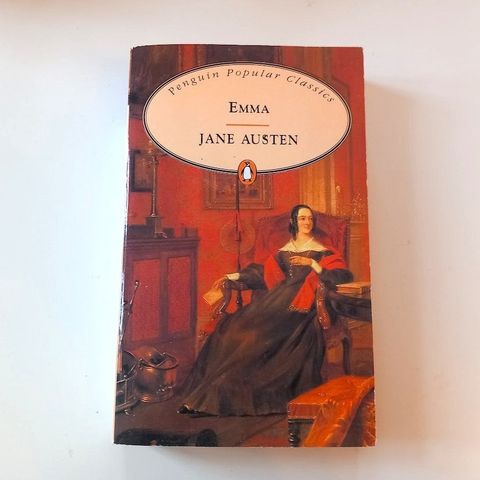 Penguin Popular Classics
EMMA
JANE AUSTEN